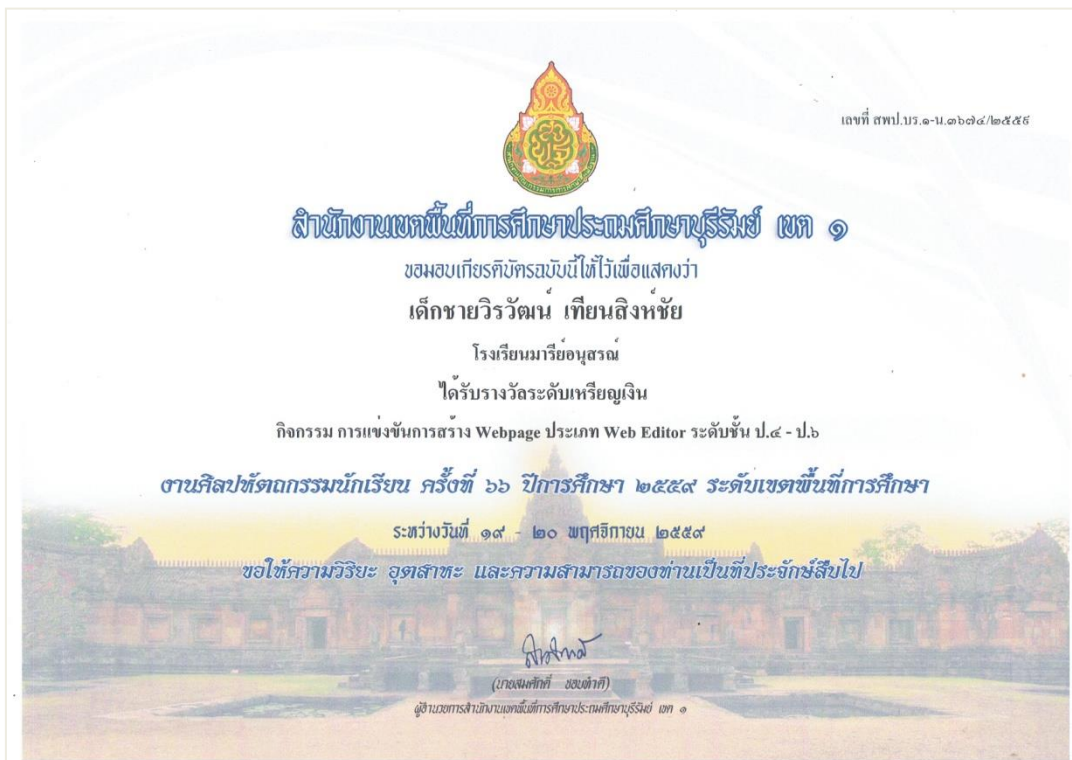 เลขที่ สพป.บร.๑-น.๓๖๗๔/๒๕๕๙
สำนักงานเขตพื้นที่การศึกษาประถมศึกษาบุรีรัมย์ เขต ๑
ขอมอบเกียรติบัตรฉบับนี้ให้ไว้เพื่อแสดงว่า
เด็กชายวิรวัฒน์ เทียนสิงห์ชัย
โรงเรียนมารีย์อนุสรณ์
ได้รับรางวัลระดับเหรียญเงิน
กิจกรรม การแข่งขันการสร้าง Webpage ประเภท Web Editor ระดับชั้น ป.๔ - ป.๖
งานศิลปหัตถกรรมนักเรียน ครั้งที่ ๖๖ ปีการศึกษา ๒๕๕๙ ระดับเขตพื้นที่การศึกษา
ระหว่างวันที่ ๑๙ - ๒๐ พฤศจิกายน ๒๕๕๙
ขอให้ความวิริยะ อุตสาหะ และความสามารถของท่านเป็นที่ประจักษ์สืบไป
(นายสมศักดิ์ ชอบทำดี)
ผู้อำนวยการสำนักงานเขตพื้นที่การศึกษาประถมศึกษาบุรีรัมย์ เขต ๑